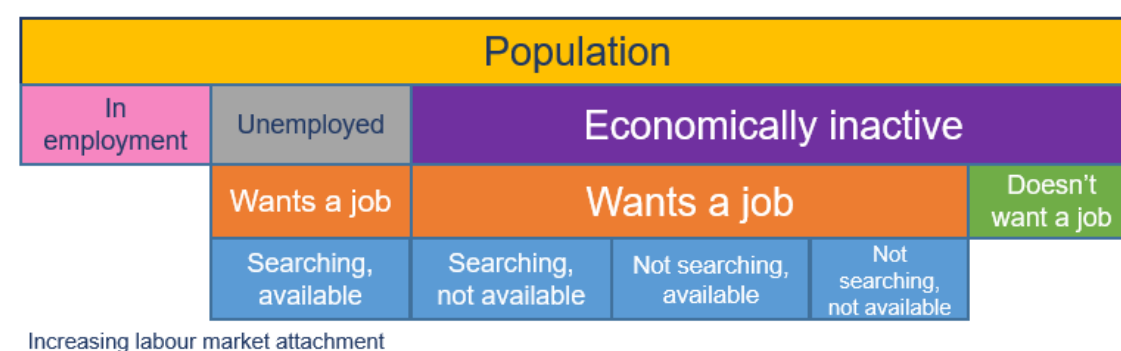 Population
In
employment
Unemployed
Economically inactive
Wants a job
Wants a job
Doesn't
want a job
Searching,
available
Searching,
not available
Not searching,
available
Not
searching,
not available
Increasing labour market attachment